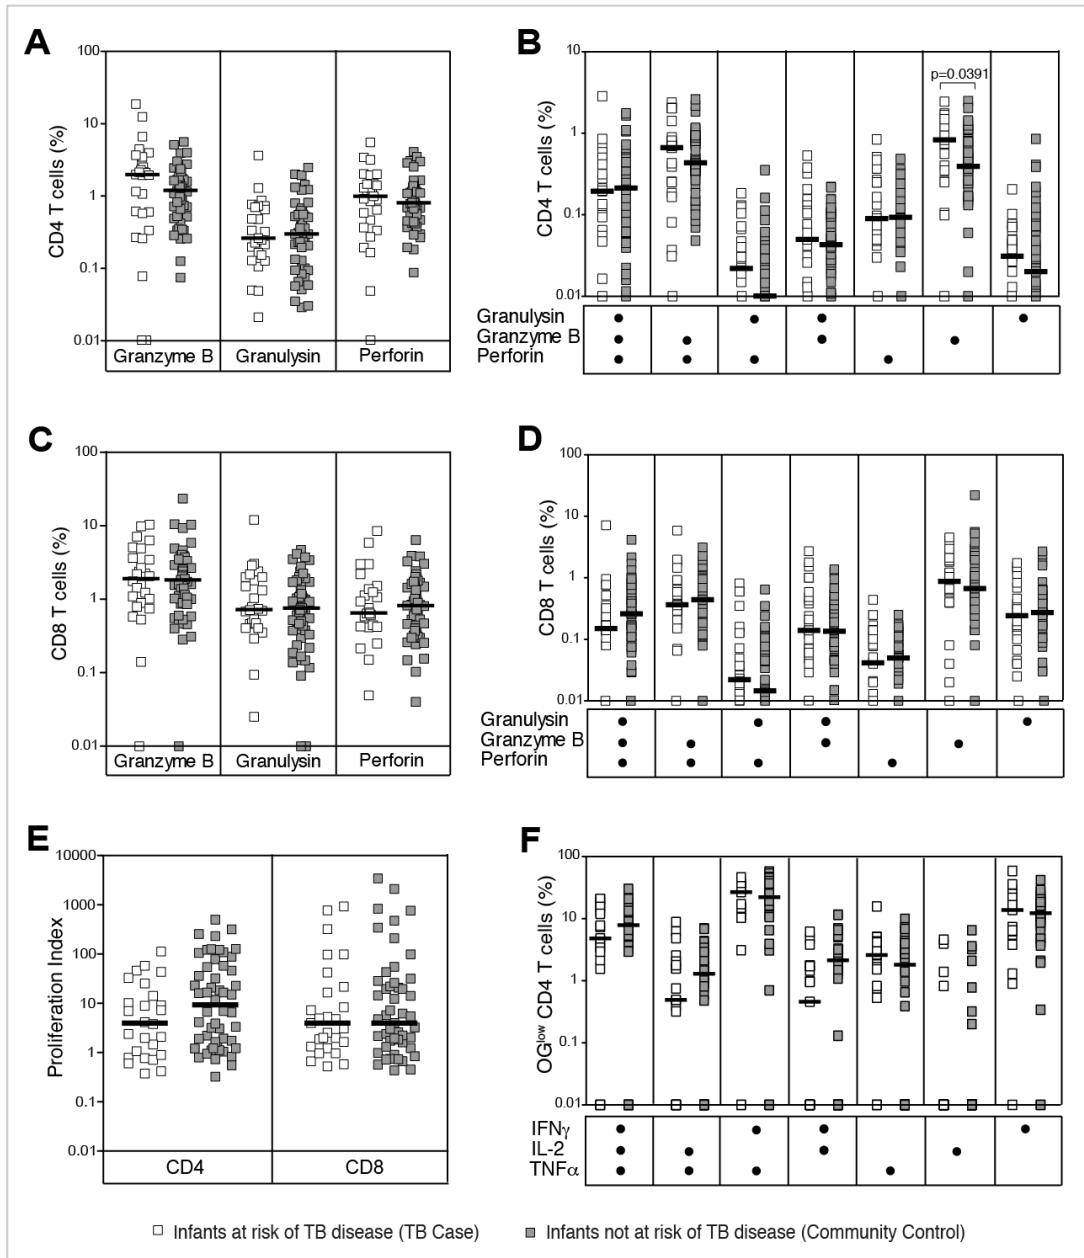 A
100
10
1
0.1
0.01
CD4 T cells (%)
Granzyme B
Granulysin
Perforin
B
10
1
0.1
0.01
CD4 T cells (%)
p=0.0391
Granulysin
Granzyme B
Perforin
C
100
10
1
0.1
0.01
CD8 T cells (%)
Granzyme B
Granulysin
Perforin
D
100
10
1
0.1
0.01
CD8 T cells (%)
Granulysin
Granzyme B
Perforin
E
10000
1000
100
10
1
0.1
0.01
Proliferation Index
CD4
CD8
F
100
10
1
0.1
0.01
OGlow CD4 T cells (%)
IFNγ
IL-2
TNFα
Infants at risk of TB disease (TB Case)
Infants not at risk of TB disease (Community Control)